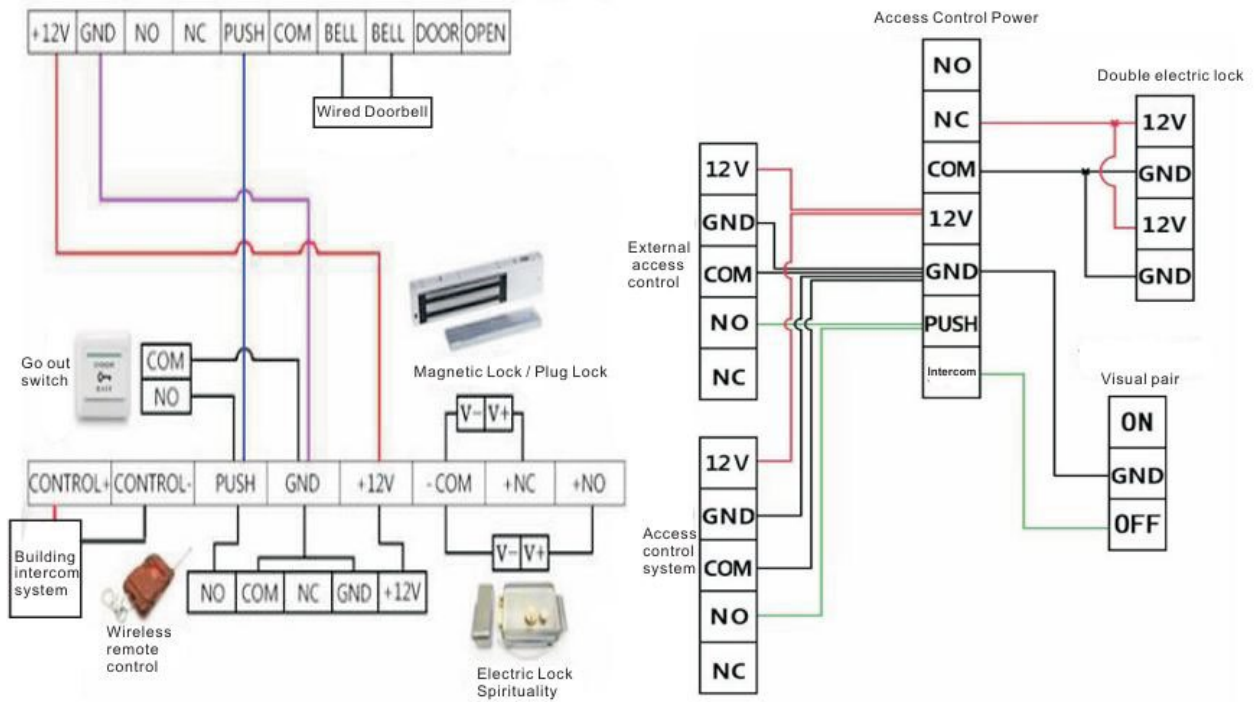 +12V GND NO NC PUSH COM BELL BELL DOOR OPEN
Wired Doorbell
Go out
switch
COM
NO
Magnetic Lock / Plug Lock
V- V+
CONTROL+ CONTROL- PUSH GND +12V -COM +NC +NO
Building
intercom
system
V- V+
NO COM NC GND +12V
Wireless
remote
control
Electric Lock
Spirituality
Access Control Power
NO
NC
COM
12V
GND
PUSH
Intercom
Double electric lock
12V
GND
12V
GND
External
access
control
12V
GND
COM
NO
NC
Access
control
system
12V
GND
COM
NO
NC
Visual pair
ON
GND
OFF